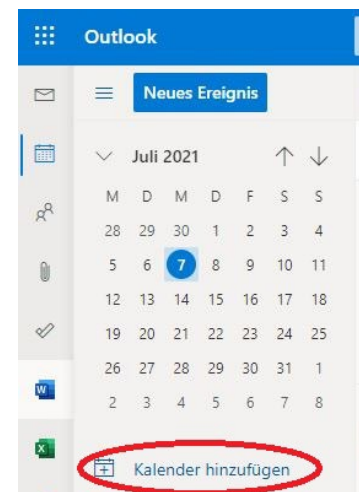 Outlook
Neues Ereignis
Juli 2021
M D M D F S S
28 29 30 1 2 3 4
5 6 7 8 9 10 11
12 13 14 15 16 17 18
19 20 21 22 23 24 25
26 27 28 29 30 31 1
2 3 4 5 6 7 8
Kalender hinzufügen